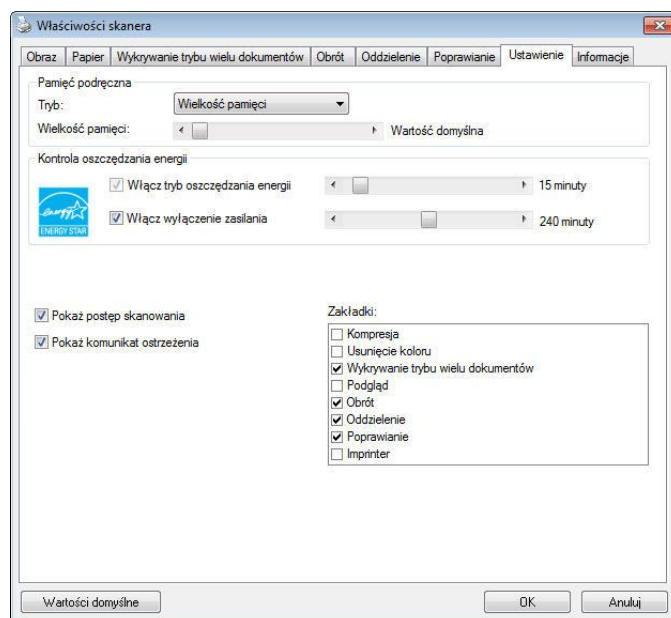 Właściwości skanera
Obraz Papier Wykrywanie trybu wielu dokumentów Obrót Oddzielenie Poprawianie Ustawienie Informacje
Pamięć podręczna
Tryb: Wielkość pamięci
Wielkość pamięci: Wartość domyślna
Kontrola oszczędzania energii
Włącz tryb oszczędzania energii 15 minuty
energy
ENERGY STAR
Włącz wyłączenie zasilania 240 minuty
Pokaż postęp skanowania
Pokaż komunikat ostrzeżenia
Zakładki:
Kompresja
Usunięcie koloru
Wykrywanie trybu wielu dokumentów
Podgląd
Obrót
Oddzielenie
Poprawianie
Imprinter
Wartości domyślne OK Anuluj